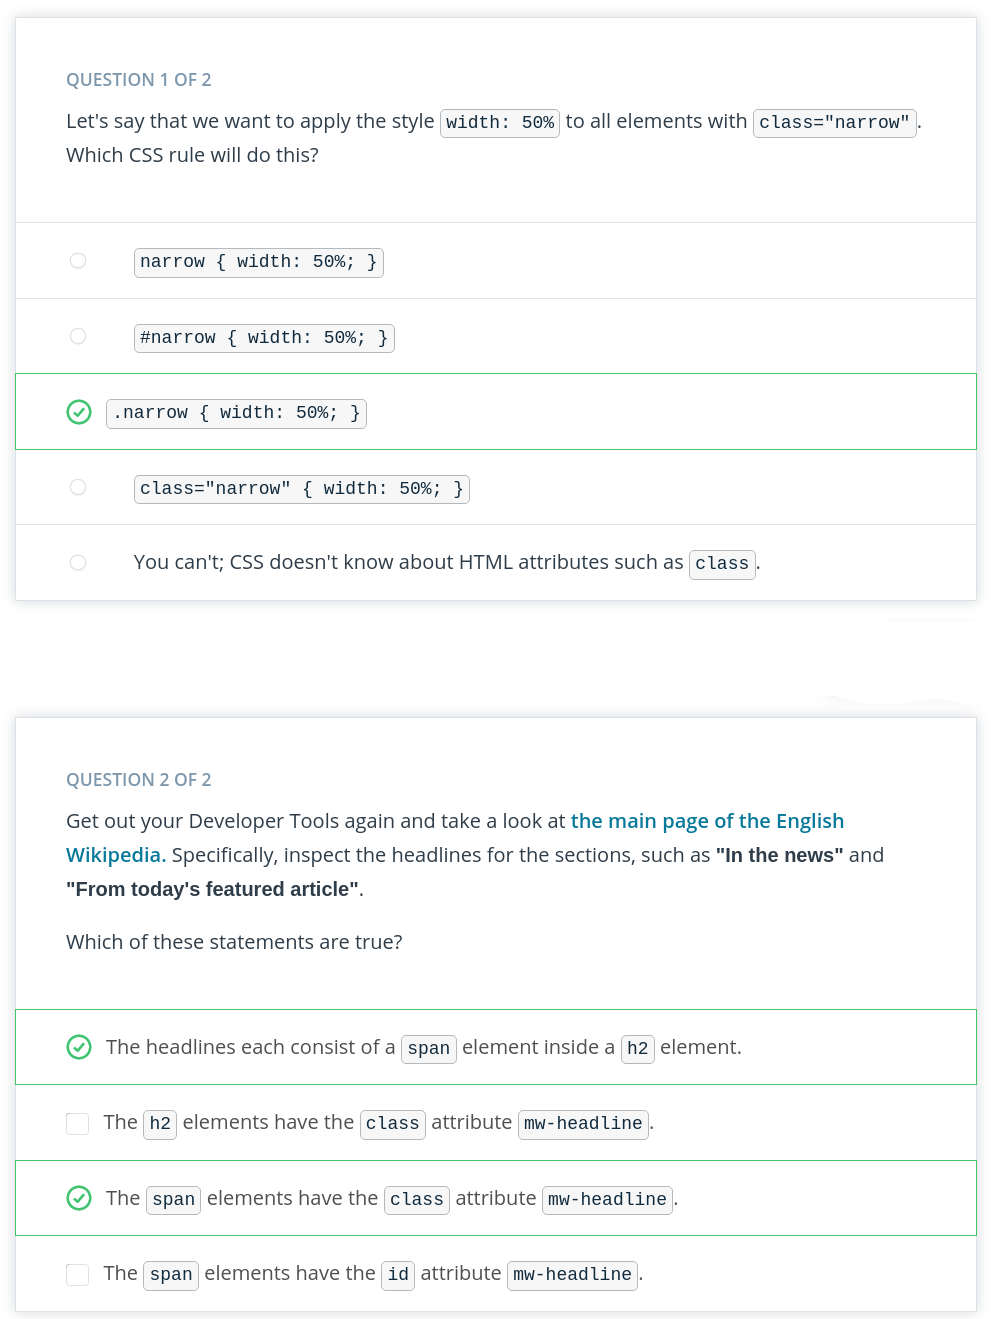 QUESTION 1 OF 2
Let's say that we want to apply the style width: 50% to all elements with class="narrow".
Which CSS rule will do this?
narrow { width: 50%; }
#narrow { width: 50%; }
.narrow { width: 50%; }
class="narrow" { width: 50%; }
You can't; CSS doesn't know about HTML attributes such as class.
QUESTION 2 OF 2
Get out your Developer Tools again and take a look at the main page of the English
Wikipedia. Specifically, inspect the headlines for the sections, such as "In the news" and
"From today's featured article".
Which of these statements are true?
The headlines each consist of a span element inside a h2 element.
The h2 elements have the class attribute mw-headline.
The span elements have the class attribute mw-headline.
The span elements have the id attribute mw-headline.